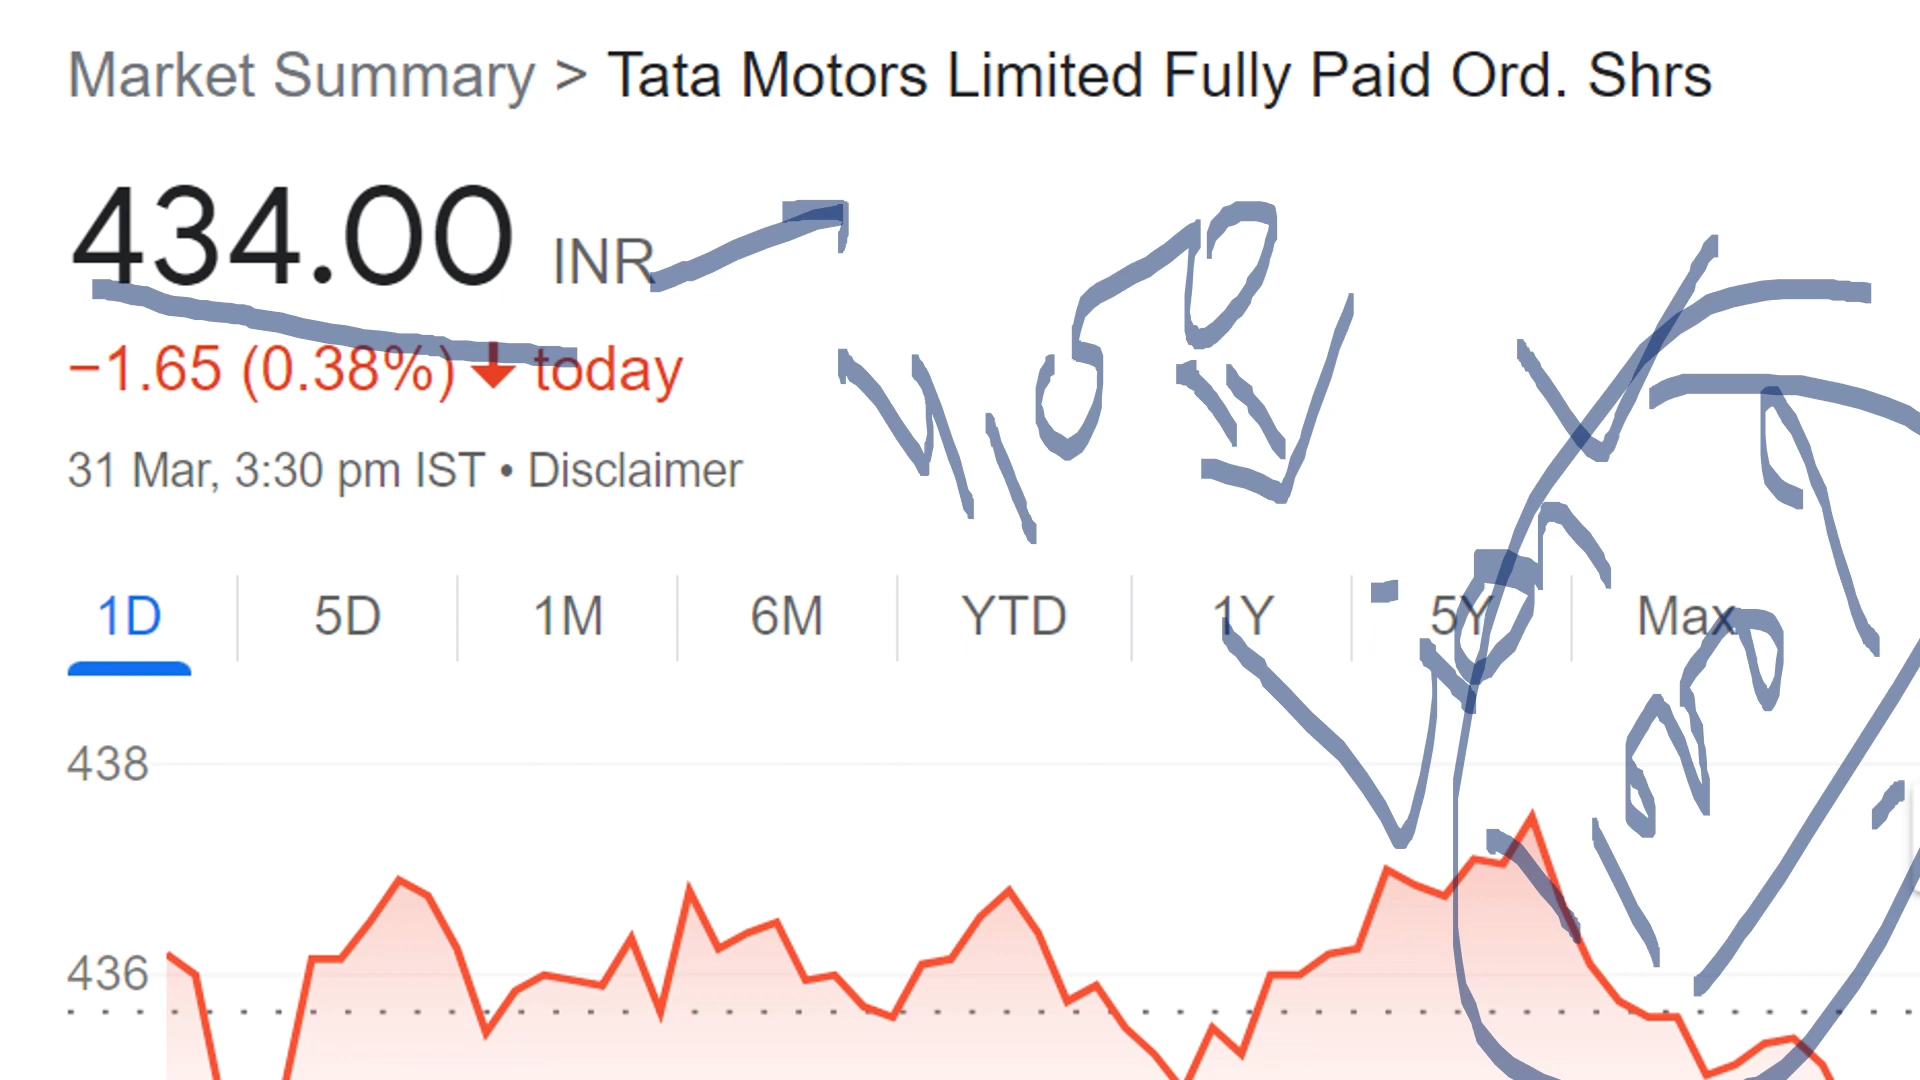 Market Summary > Tata Motors Limited Fully Paid Ord. Shrs
434.00 INR
−1.65 (0.38%) ↓ today
31 Mar, 3:30 pm IST • Disclaimer
1D 5D 1M 6M YTD 1Y 5Y Max
438
436